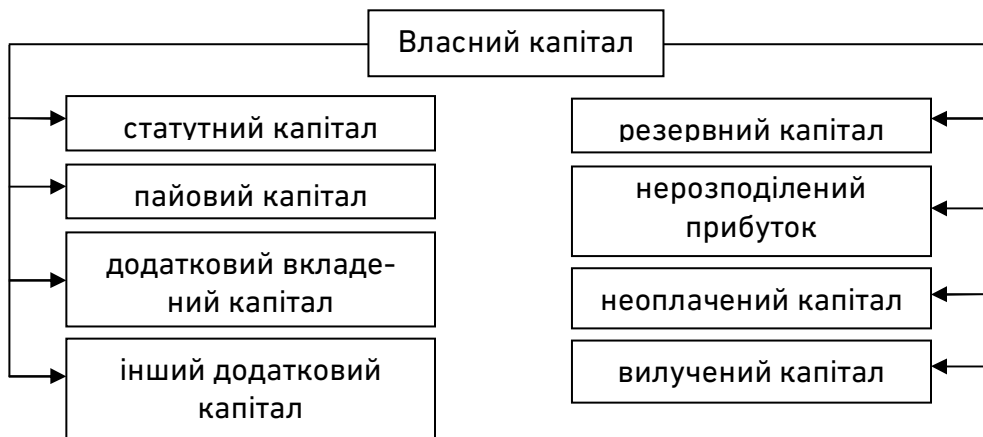 Власний капітал
статутний капітал
пайовий капітал
додатковий вкладе-
ний капітал
інший додатковий
капітал
резервний капітал
нерозподілений
прибуток
неоплачений капітал
вилучений капітал